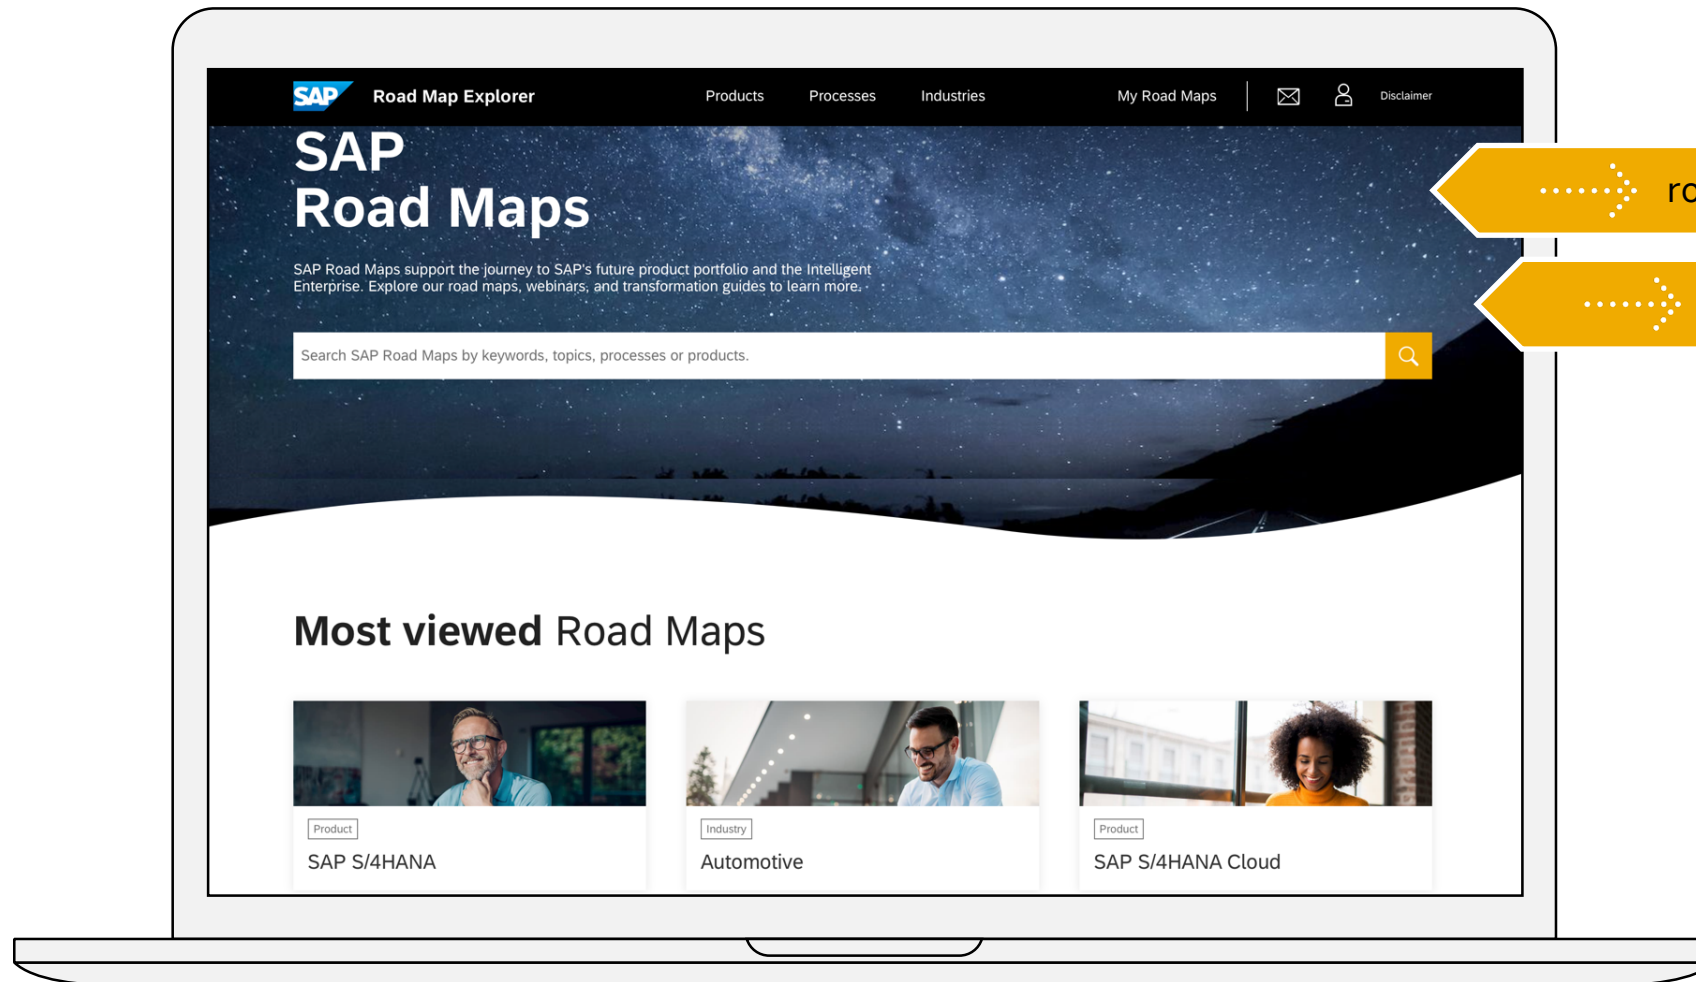 SAP Road Map Explorer Products Processes Industries My Road Maps Disclaimer
SAP
Road Maps
SAP Road Maps support the journey to SAP's future product portfolio and the Intelligent
Enterprise. Explore our road maps, webinars, and transformation guides to learn more.
Search SAP Road Maps by keywords, topics, processes or products.
ro
Most viewed Road Maps
Product
SAP S/4HANA
Industry
Automotive
Product
SAP S/4HANA Cloud